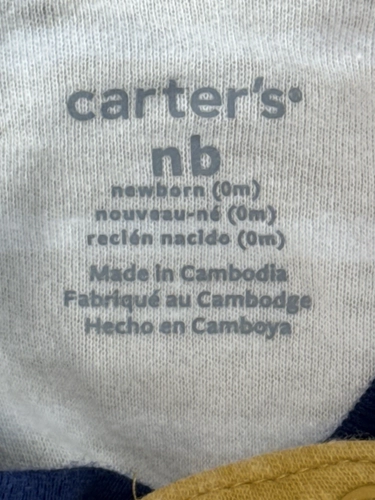 carter's®
nb
newborn (0m)
nouveau-né (0m)
recién nacido (0m)
Made in Cambodia
Fabriqué au Cambodge
Hecho en Camboya